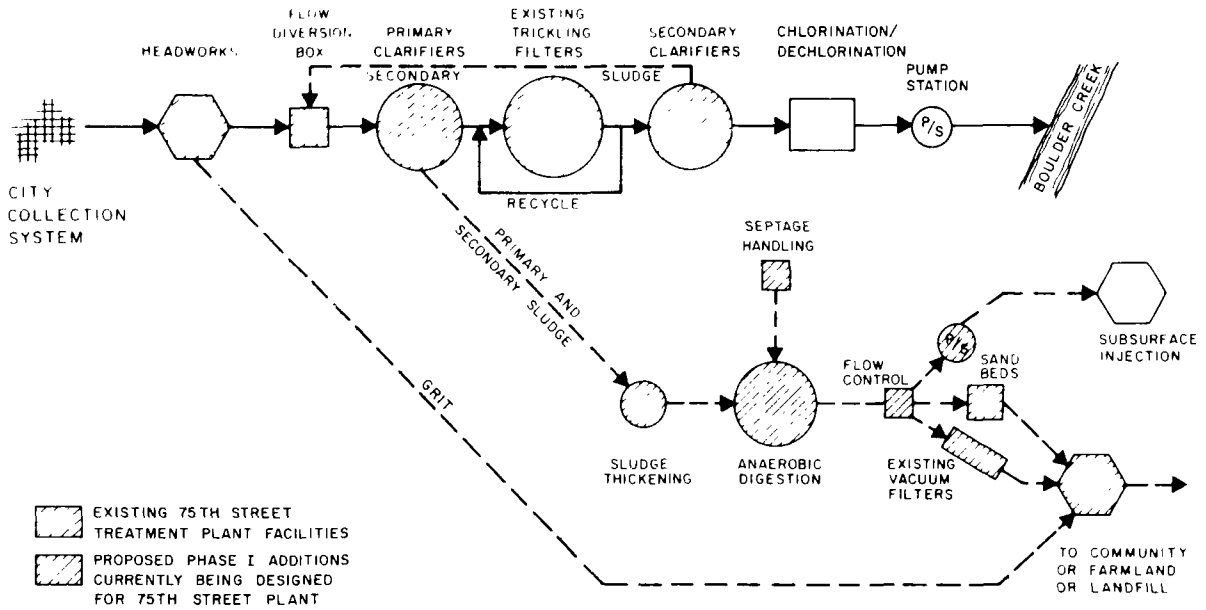 HEADWORKS
FLOW
DIVERSION
BOX
PRIMARY
CLARIFIERS
EXISTING
TRICKLING
FILTERS
SECONDARY
CLARIFIERS
CHLORINATION/
DECHLORINATION
PUMP
STATION
SECONDARY SLUDGE
P/S
BOULDER CREEK
RECYCLE
CITY
COLLECTION
SYSTEM
PRIMARY AND
SECONDARY SLUDGE
SEPTAGE
HANDLING
P/S
SUBSURFACE
INJECTION
FLOW
CONTROL
SAND
BEDS
GRIT
SLUDGE
THICKENING
ANAEROBIC
DIGESTION
EXISTING
VACUUM
FILTERS
TO COMMUNITY
OR FARMLAND
OR LANDFILL
EXISTING 75TH STREET
TREATMENT PLANT FACILITIES
PROPOSED PHASE I ADDITIONS
CURRENTLY BEING DESIGNED
FOR 75TH STREET PLANT